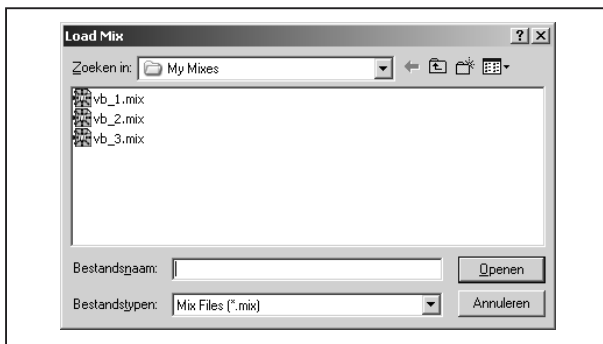 Load Mix
Zoeken in: My Mixes
vb_1.mix
vb_2.mix
vb_3.mix
Bestandsnaam:
Openen
Bestandstypen: Mix Files (*.mix)
Annuleren